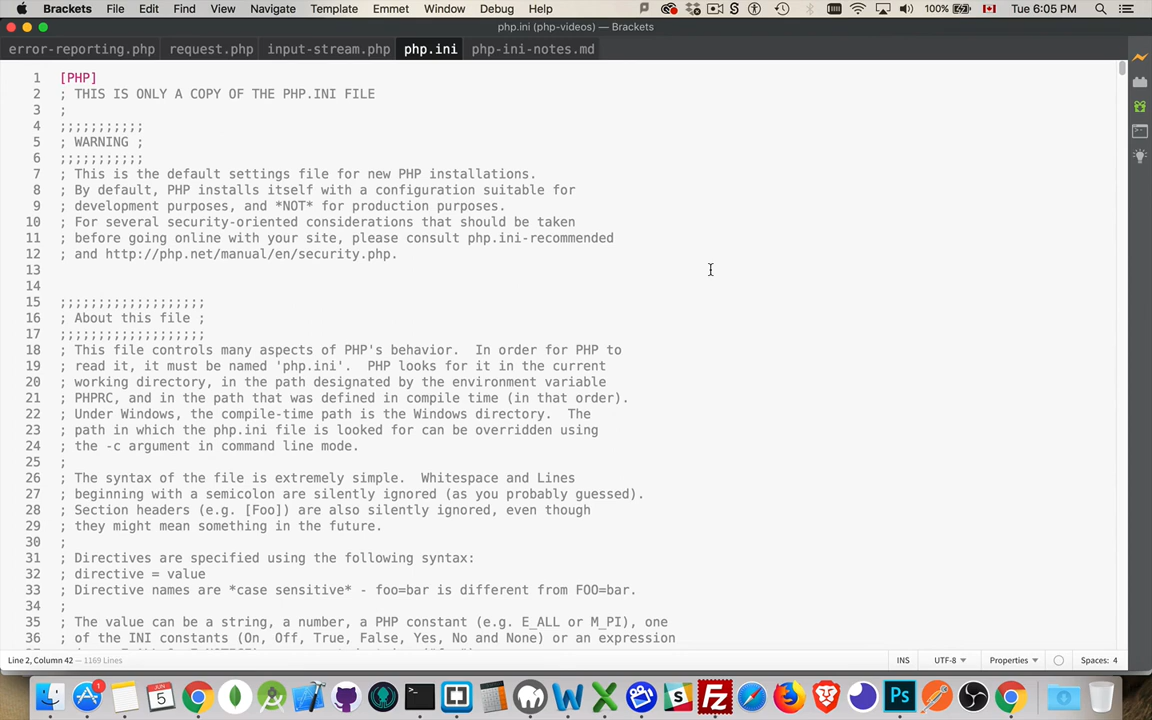 Brackets File Edit Find View Navigate Template Emmet Window Debug Help 100% Tue 6:05 PM
php.ini (php-videos) — Brackets
error-reporting.php request.php input-stream.php php.ini php-ini-notes.md
1 [PHP]
2 ; THIS IS ONLY A COPY OF THE PHP.INI FILE
3 ;
4 ;;;;;;;;;;;
5 ; WARNING ;
6 ;;;;;;;;;;;
7 ; This is the default settings file for new PHP installations.
8 ; By default, PHP installs itself with a configuration suitable for
9 ; development purposes, and *NOT* for production purposes.
10 ; For several security-oriented considerations that should be taken
11 ; before going online with your site, please consult php.ini-recommended
12 ; and http://php.net/manual/en/security.php.
13
14
15 ;;;;;;;;;;;;;;;;;;;
16 ; About this file ;
17 ;;;;;;;;;;;;;;;;;;;
18 ; This file controls many aspects of PHP's behavior.  In order for PHP to
19 ; read it, it must be named 'php.ini'.  PHP looks for it in the current
20 ; working directory, in the path designated by the environment variable
21 ; PHPRC, and in the path that was defined in compile time (in that order).
22 ; Under Windows, the compile-time path is the Windows directory.  The
23 ; path in which the php.ini file is looked for can be overridden using
24 ; the -c argument in command line mode.
25 ;
26 ; The syntax of the file is extremely simple.  Whitespace and Lines
27 ; beginning with a semicolon are silently ignored (as you probably guessed).
28 ; Section headers (e.g. [Foo]) are also silently ignored, even though
29 ; they might mean something in the future.
30 ;
31 ; Directives are specified using the following syntax:
32 ; directive = value
33 ; Directive names are *case sensitive* - foo=bar is different from FOO=bar.
34 ;
35 ; The value can be a string, a number, a PHP constant (e.g. E_ALL or M_PI), one
36 ; of the INI constants (On, Off, True, False, Yes, No and None) or an expression
Line 2, Column 42 — 1169 Lines INS UTF-8 Properties Spaces: 4